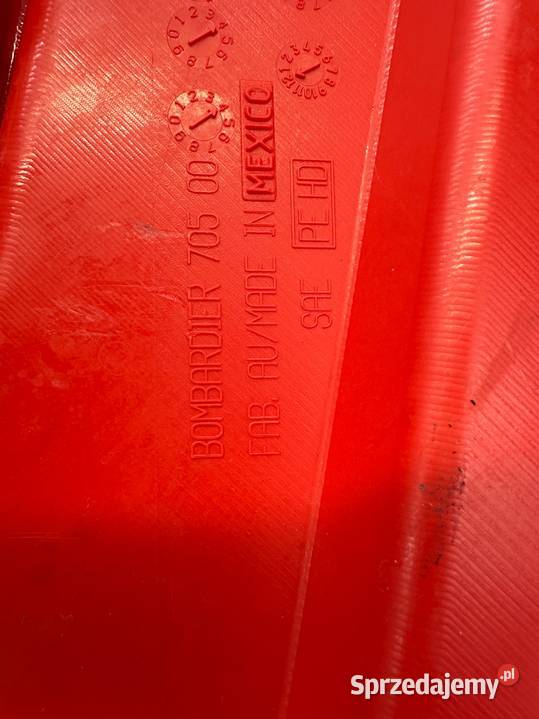 BOMBARDIER 705 00
FAB. AU/MADE IN MEXICO
SAE PE HD
Sprzedajemy.pl